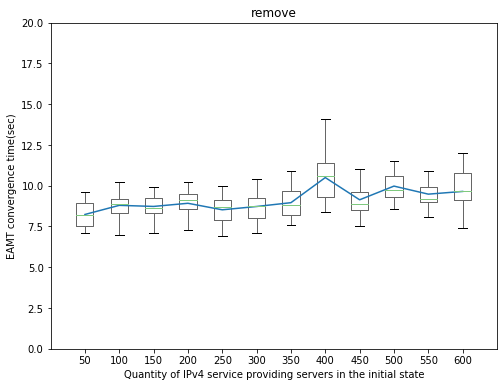 remove
20.0
17.5
15.0
12.5
10.0
7.5
5.0
2.5
0.0
EAMT convergence time(sec)
50 100 150 200 250 300 350 400 450 500 550 600
Quantity of IPv4 service providing servers in the initial state